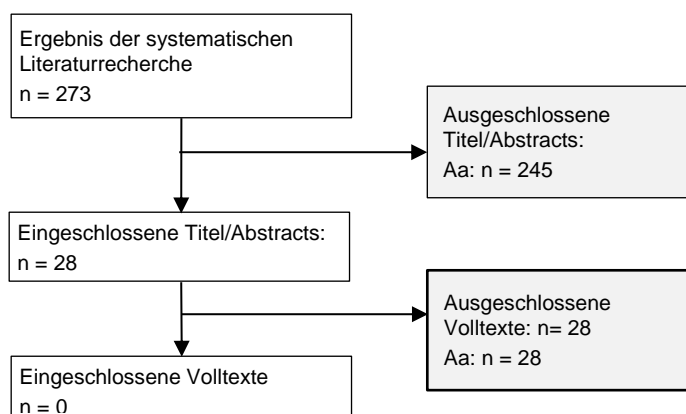 Ergebnis der systematischen
Literaturrecherche
n = 273
Ausgeschlossene
Titel/Abstracts:
Aa: n = 245
Eingeschlossene Titel/Abstracts:
n = 28
Ausgeschlossene
Volltexte: n= 28
Aa: n = 28
Eingeschlossene Volltexte
n = 0